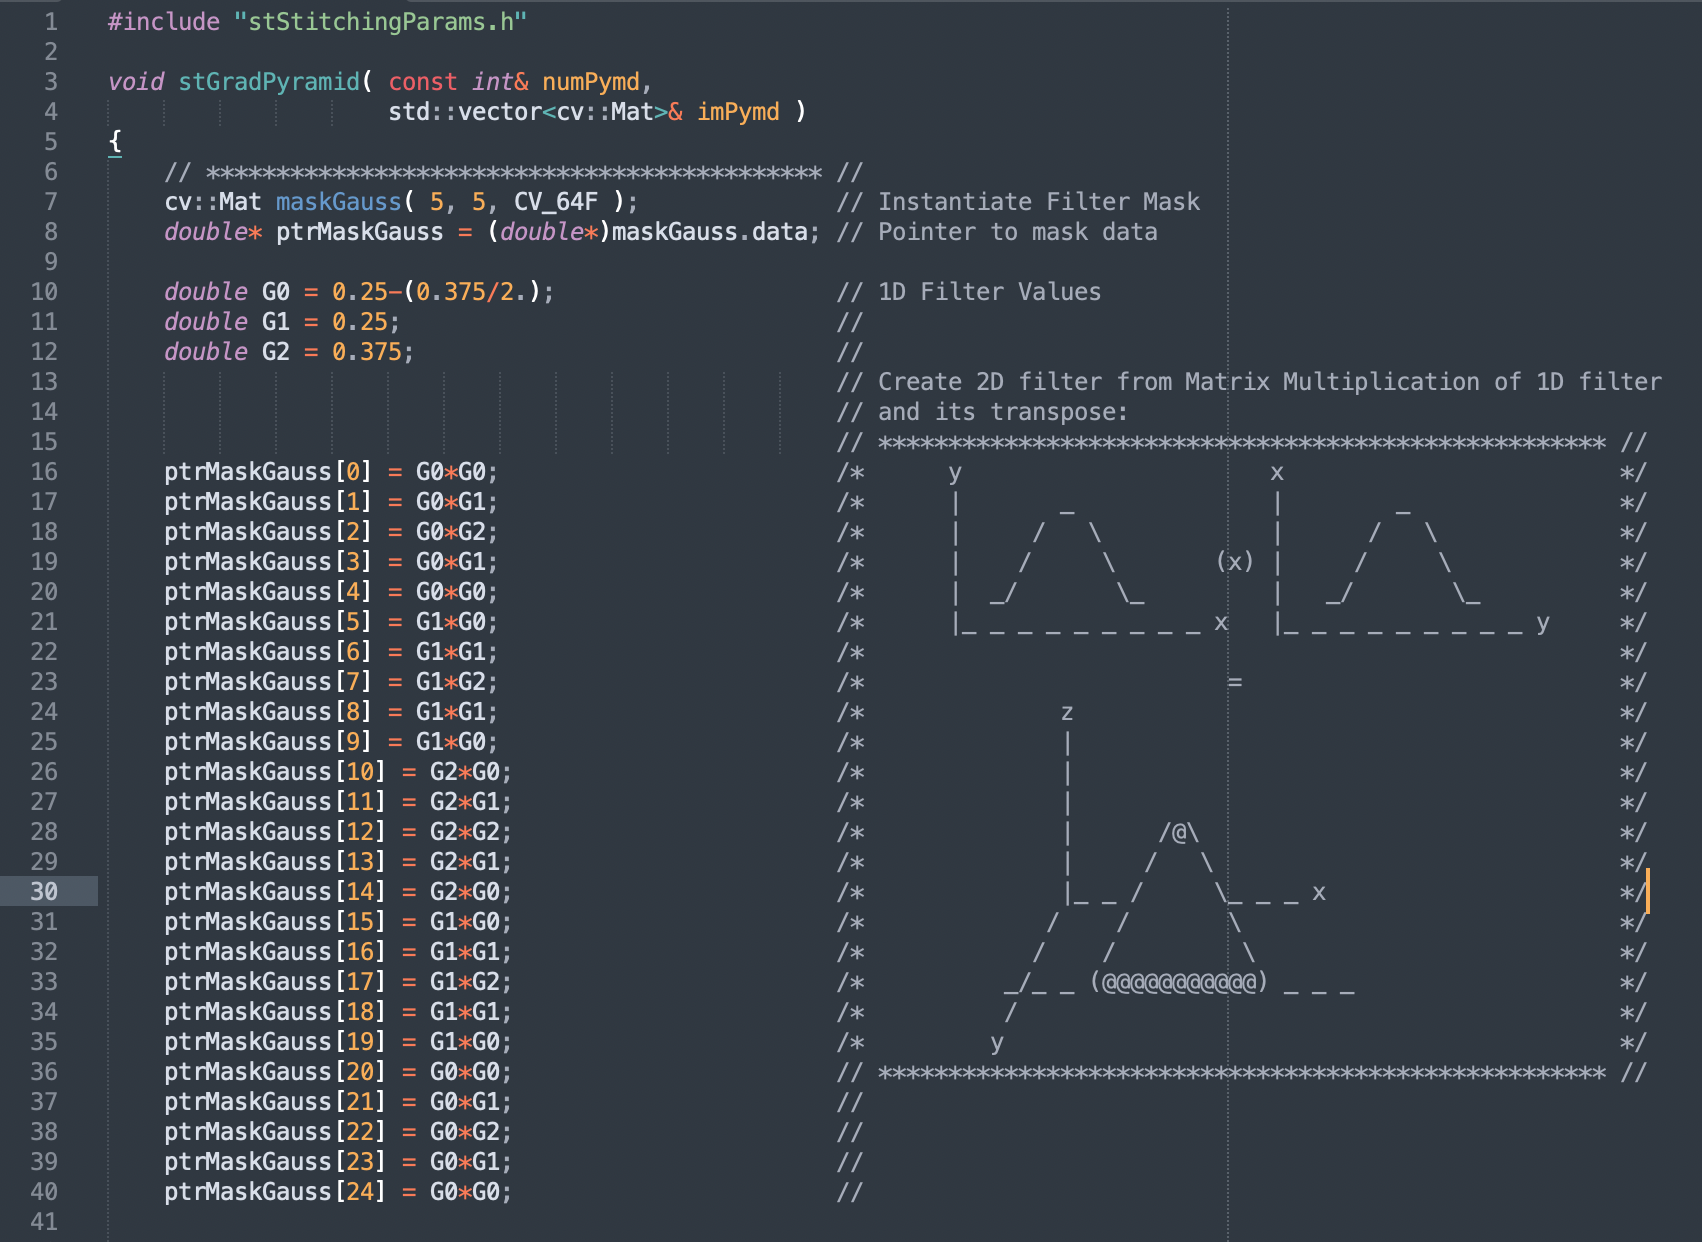 1 #include "stStitchingParams.h"
2
3 void stGradPyramid( const int& numPymd,
4                     std::vector<cv::Mat>& imPymd )
5 {
6     // ******************************************** //
7     cv::Mat maskGauss( 5, 5, CV_64F );              // Instantiate Filter Mask
8     double* ptrMaskGauss = (double*)maskGauss.data; // Pointer to mask data
9
10     double G0 = 0.25-(0.375/2.);                    // 1D Filter Values
11     double G1 = 0.25;                               //
12     double G2 = 0.375;                              //
13                                                     // Create 2D filter from Matrix Multiplication of 1D filter
14                                                     // and its transpose:
15                                                     // **************************************************** //
16     ptrMaskGauss[0] = G0*G0;                        /*      y                      x                        */
17     ptrMaskGauss[1] = G0*G1;                        /*      |       _              |        _               */
18     ptrMaskGauss[2] = G0*G2;                        /*      |     /   \            |      /   \             */
19     ptrMaskGauss[3] = G0*G1;                        /*      |    /     \       (x) |     /     \            */
20     ptrMaskGauss[4] = G0*G0;                        /*      |  _/       \_         |   _/       \_          */
21     ptrMaskGauss[5] = G1*G0;                        /*      |_ _ _ _ _ _ _ _ _ x   |_ _ _ _ _ _ _ _ _ y     */
22     ptrMaskGauss[6] = G1*G1;                        /*                                                      */
23     ptrMaskGauss[7] = G1*G2;                        /*                          =                           */
24     ptrMaskGauss[8] = G1*G1;                        /*              z                                       */
25     ptrMaskGauss[9] = G1*G0;                        /*              |                                       */
26     ptrMaskGauss[10] = G2*G0;                       /*              |                                       */
27     ptrMaskGauss[11] = G2*G1;                       /*              |                                       */
28     ptrMaskGauss[12] = G2*G2;                       /*              |      /@\                              */
29     ptrMaskGauss[13] = G2*G1;                       /*              |     /   \                             */
30     ptrMaskGauss[14] = G2*G0;                       /*              |_ _ /     \_ _ _ x                     */
31     ptrMaskGauss[15] = G1*G0;                       /*             /    /       \                           */
32     ptrMaskGauss[16] = G1*G1;                       /*            /    /         \                          */
33     ptrMaskGauss[17] = G1*G2;                       /*          _/_ _ (@@@@@@@@@@@) _ _ _                   */
34     ptrMaskGauss[18] = G1*G1;                       /*          /                                           */
35     ptrMaskGauss[19] = G1*G0;                       /*         y                                            */
36     ptrMaskGauss[20] = G0*G0;                       // **************************************************** //
37     ptrMaskGauss[21] = G0*G1;                       //
38     ptrMaskGauss[22] = G0*G2;                       //
39     ptrMaskGauss[23] = G0*G1;                       //
40     ptrMaskGauss[24] = G0*G0;                       //
41